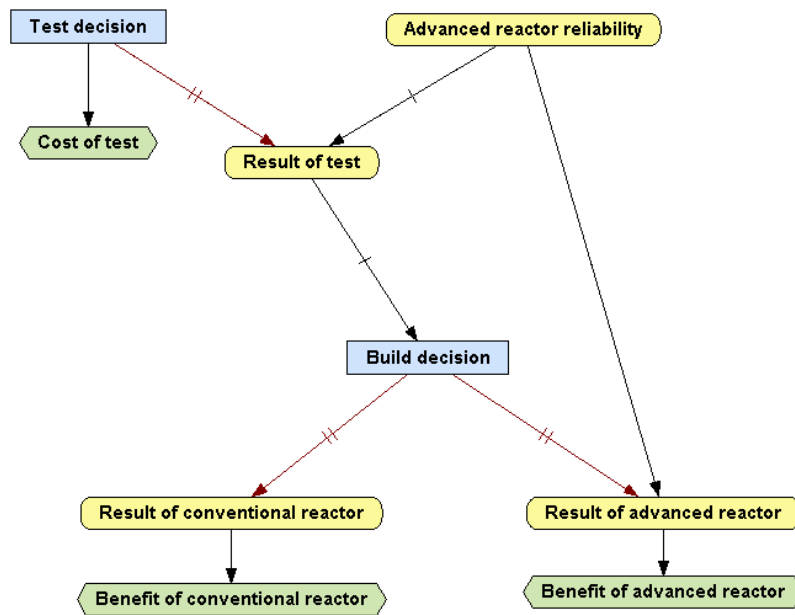 Test decision
Advanced reactor reliability
Cost of test
Result of test
Build decision
Result of conventional reactor
Result of advanced reactor
Benefit of conventional reactor
Benefit of advanced reactor